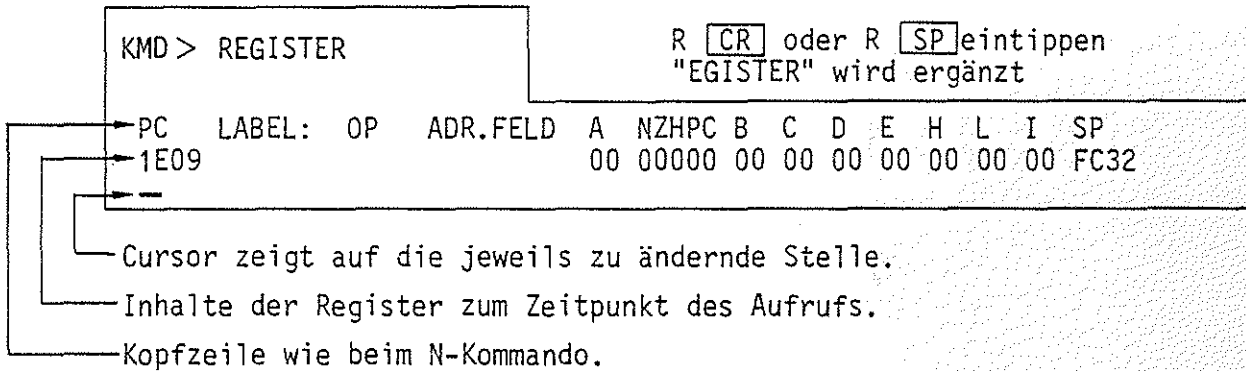 KMD > REGISTER
R CR oder R SP eintippen
"EGISTER" wird ergänzt
PC LABEL: OP ADR.FELD A NZHPC B C D E H L I SP
1E09 00 00000 00 00 00 00 00 00 00 FC32
Cursor zeigt auf die jeweils zu ändernde Stelle.
Inhalte der Register zum Zeitpunkt des Aufrufs.
Kopfzeile wie beim N-Kommando.